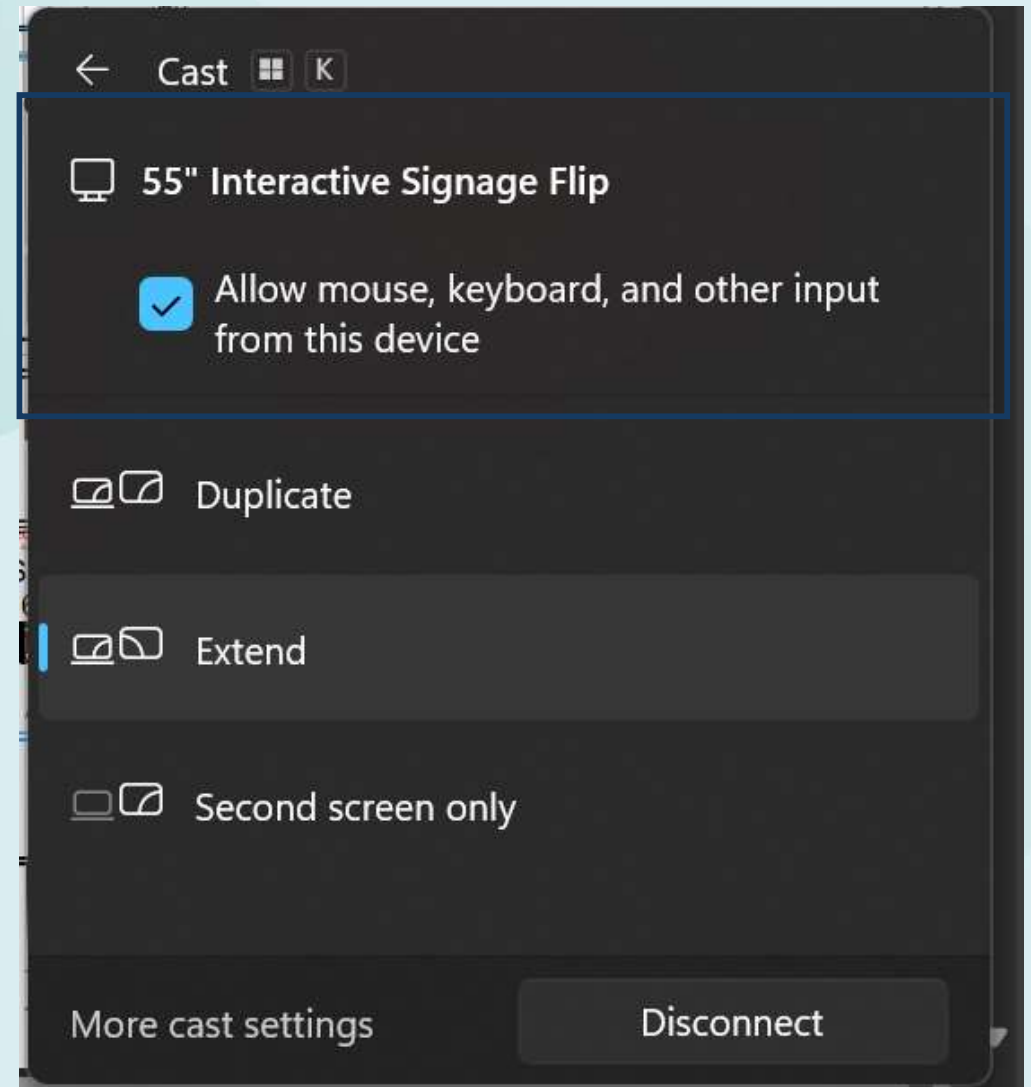 Cast K
55" Interactive Signage Flip
Allow mouse, keyboard, and other input
from this device
Duplicate
Extend
Second screen only
More cast settings
Disconnect